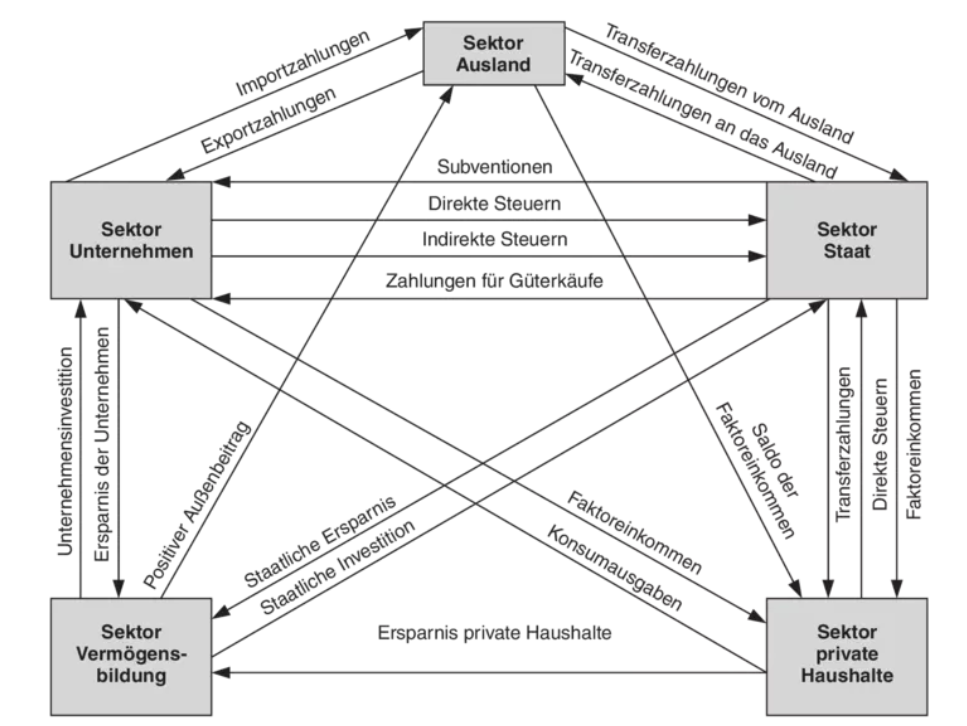 Sektor
Ausland
Importzahlungen
Exportzahlungen
Transferzahlungen vom Ausland
Transferzahlungen an das Ausland
Subventionen
Direkte Steuern
Indirekte Steuern
Zahlungen für Güterkäufe
Sektor
Unternehmen
Sektor
Staat
Unternehmensinvestition
Ersparnis der Unternehmen
Positiver Außenbeitrag
Staatliche Ersparnis
Staatliche Investition
Faktoreinkommen
Konsumausgaben
Saldo der
Faktoreinkommen
Transferzahlungen
Direkte Steuern
Faktoreinkommen
Ersparnis private Haushalte
Sektor
Vermögens-
bildung
Sektor
private
Haushalte